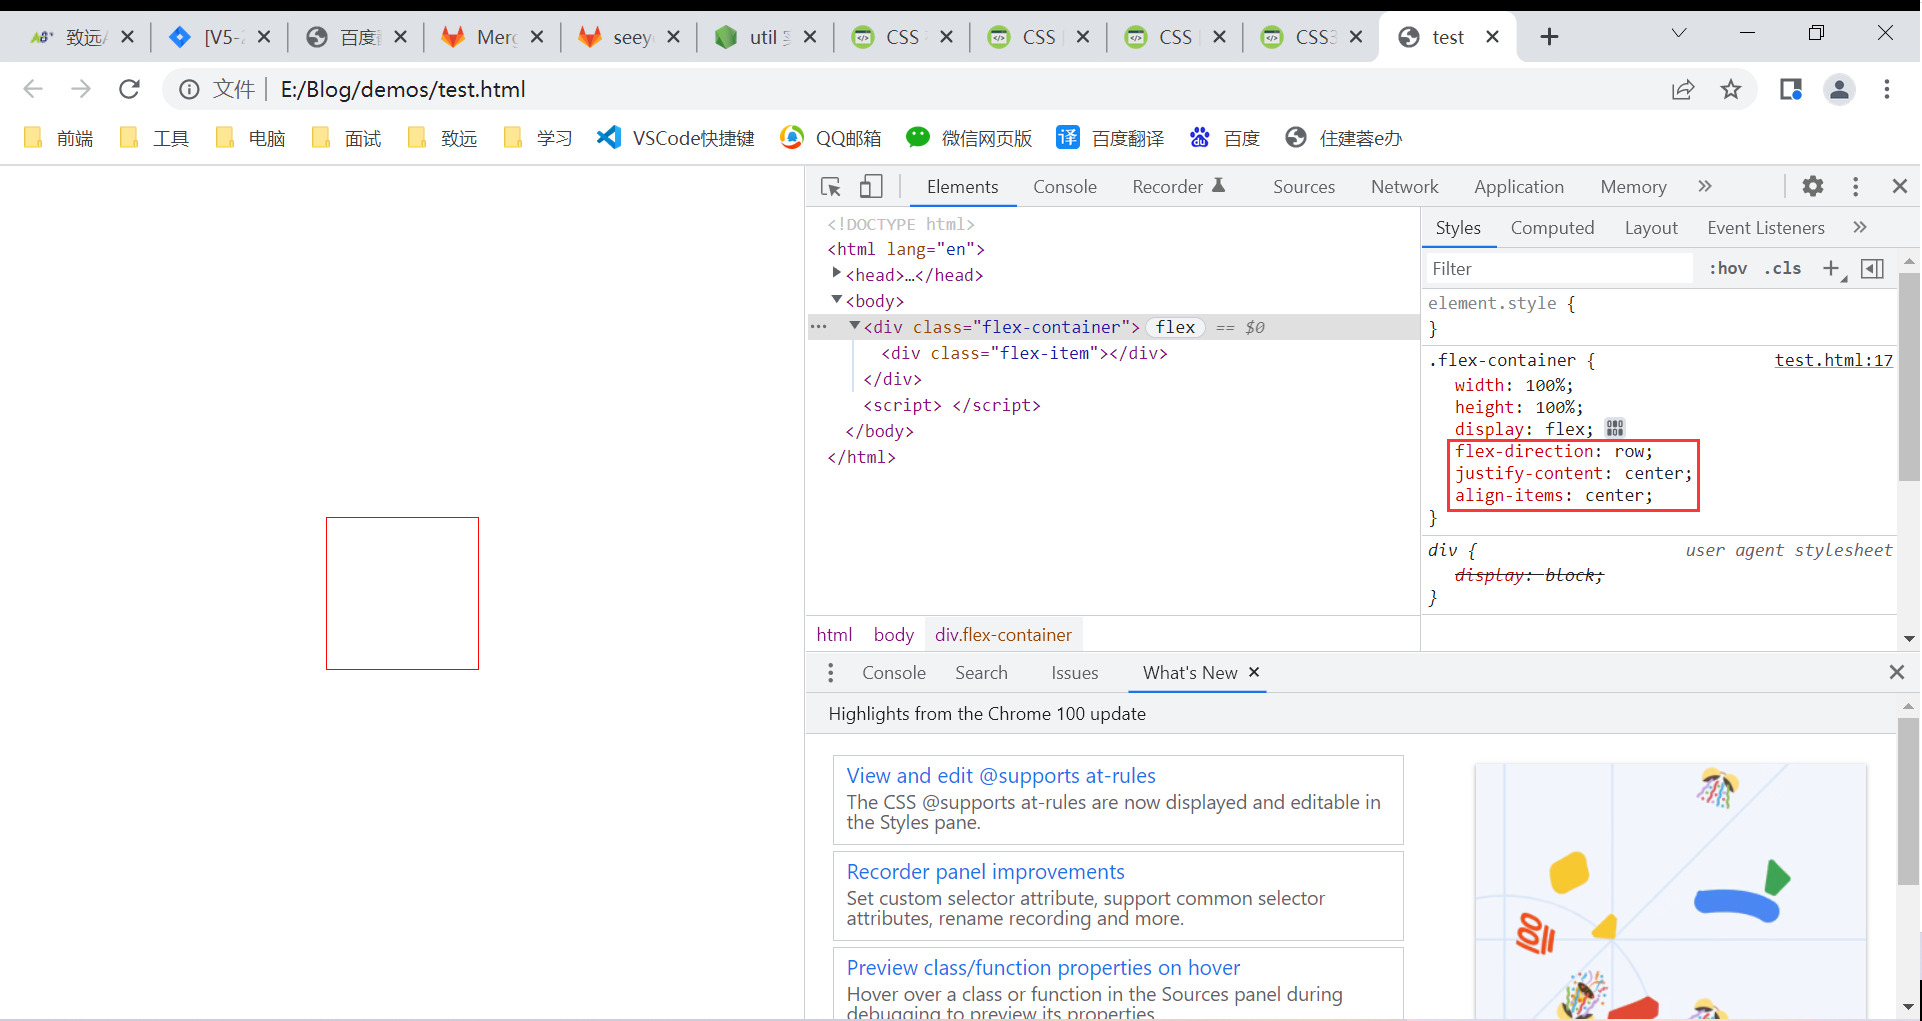 致远
[V5-
百度
Merg
seeye
util
CSS
CSS
CSS
CSS3
test
文件
E:/Blog/demos/test.html
前端
工具
电脑
面试
致远
学习
VSCode快捷键
QQ邮箱
译
微信网页版
百度翻译
百度
住建蓉e办
Elements
Console
Recorder
Sources
Network
Application
Memory
<!DOCTYPE html>
<html lang="en">
<head>…</head>
<body>
<div class="flex-container"> flex == $0
<div class="flex-item"></div>
</div>
<script> </script>
</body>
</html>
html
body
div.flex-container
Styles
Computed
Layout
Event Listeners
Filter
:hov
.cls
element.style {
}
.flex-container {
test.html:17
width: 100%;
height: 100%;
display: flex;
flex-direction: row;
justify-content: center;
align-items: center;
}
div {
user agent stylesheet
display: block;
}
Console
Search
Issues
What's New
Highlights from the Chrome 100 update
View and edit @supports at-rules
The CSS @supports at-rules are now displayed and editable in
the Styles pane.
Recorder panel improvements
Set custom selector attribute, support common selector
attributes, rename recording and more.
Preview class/function properties on hover
Hover over a class or function in the Sources panel during
debugging to preview its properties.
100